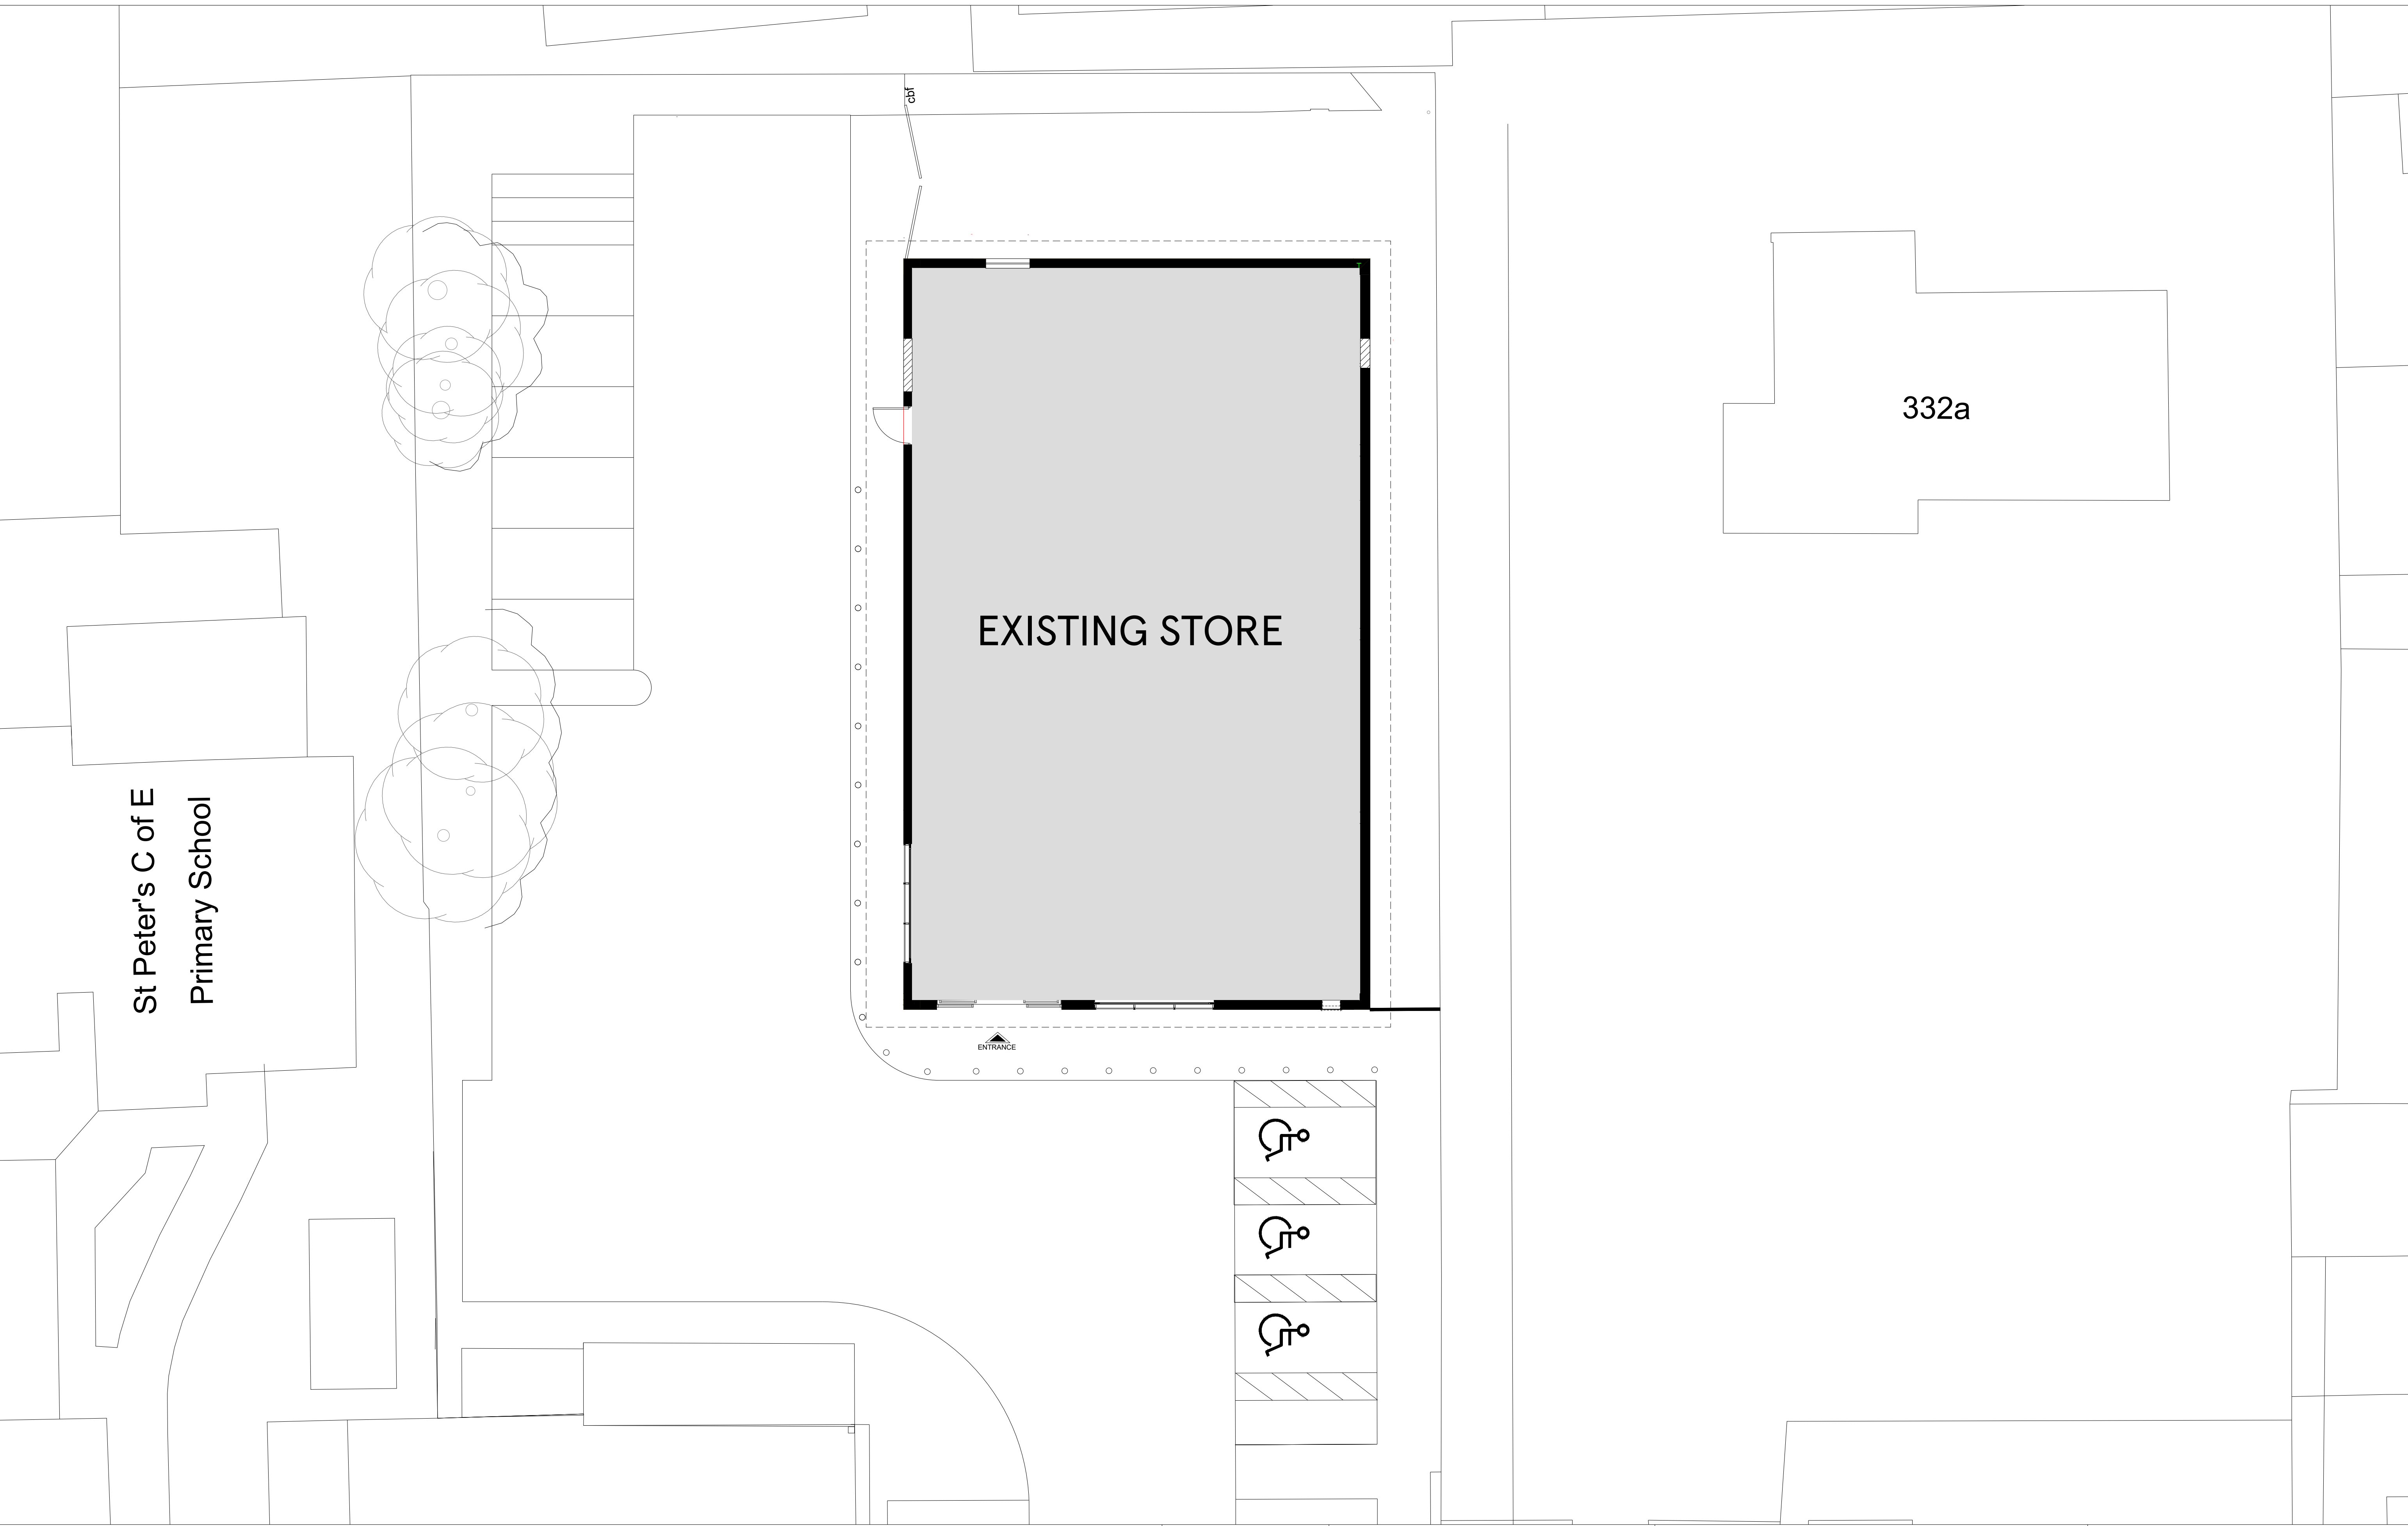 cbf
332a
EXISTING STORE
St Peter's C of E
Primary School
ENTRANCE